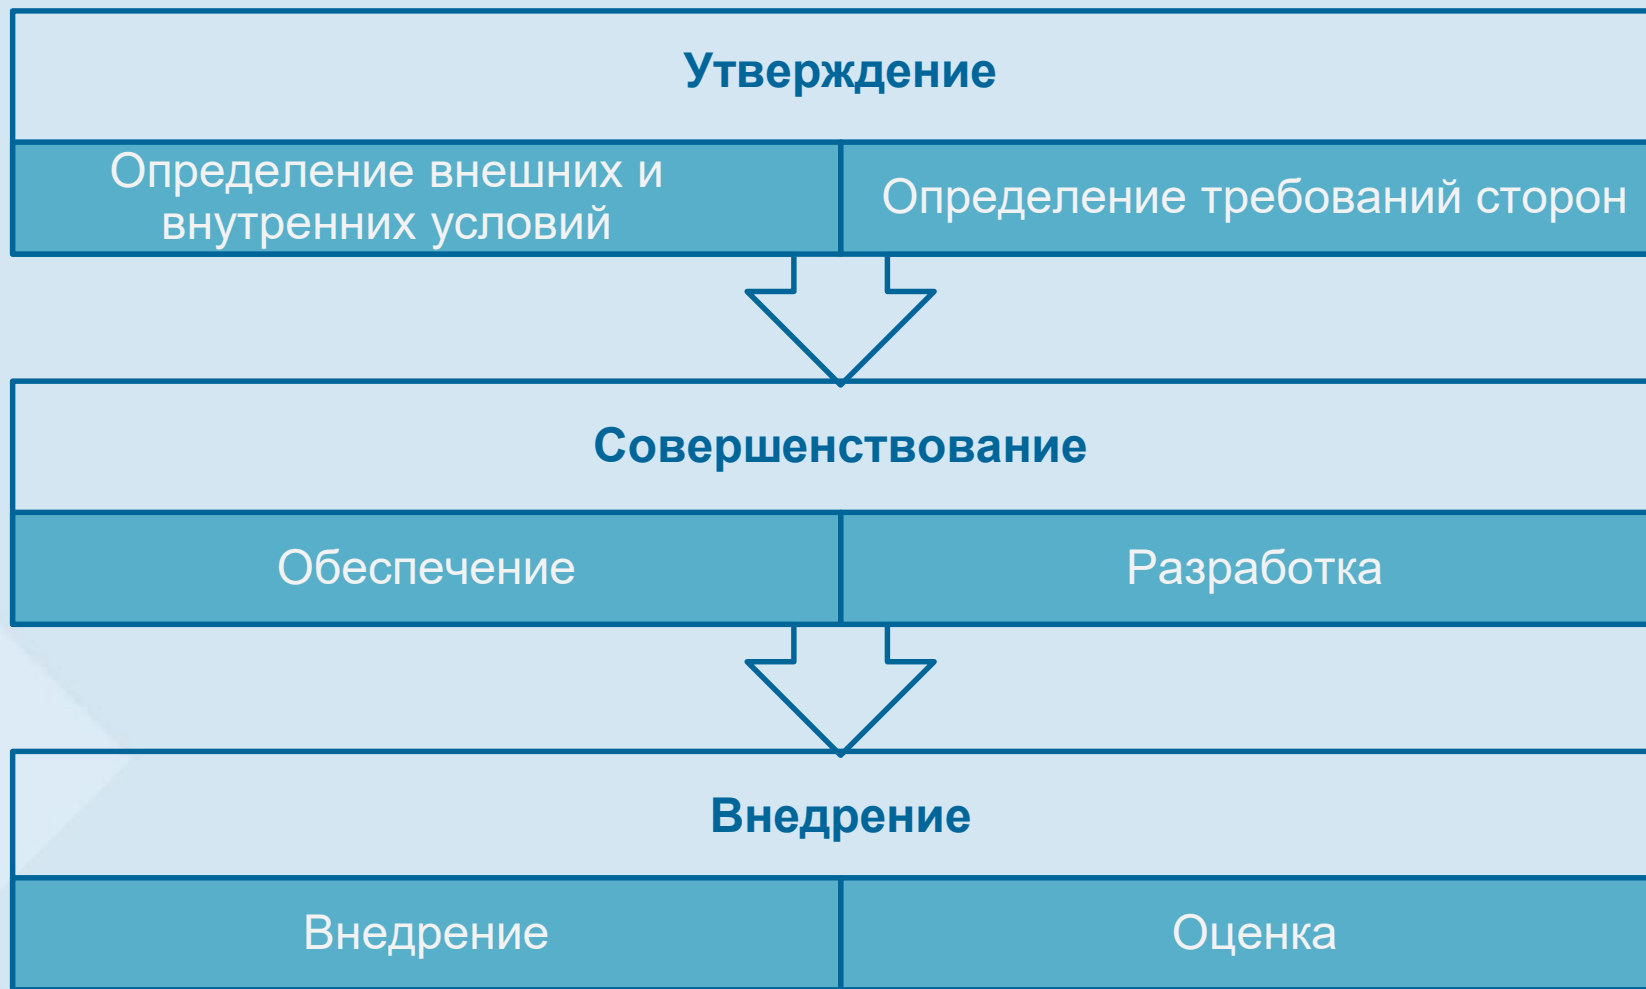 Утверждение
Определение внешних и
внутренних условий
Определение требований сторон
Совершенствование
Обеспечение
Разработка
Внедрение
Внедрение
Оценка